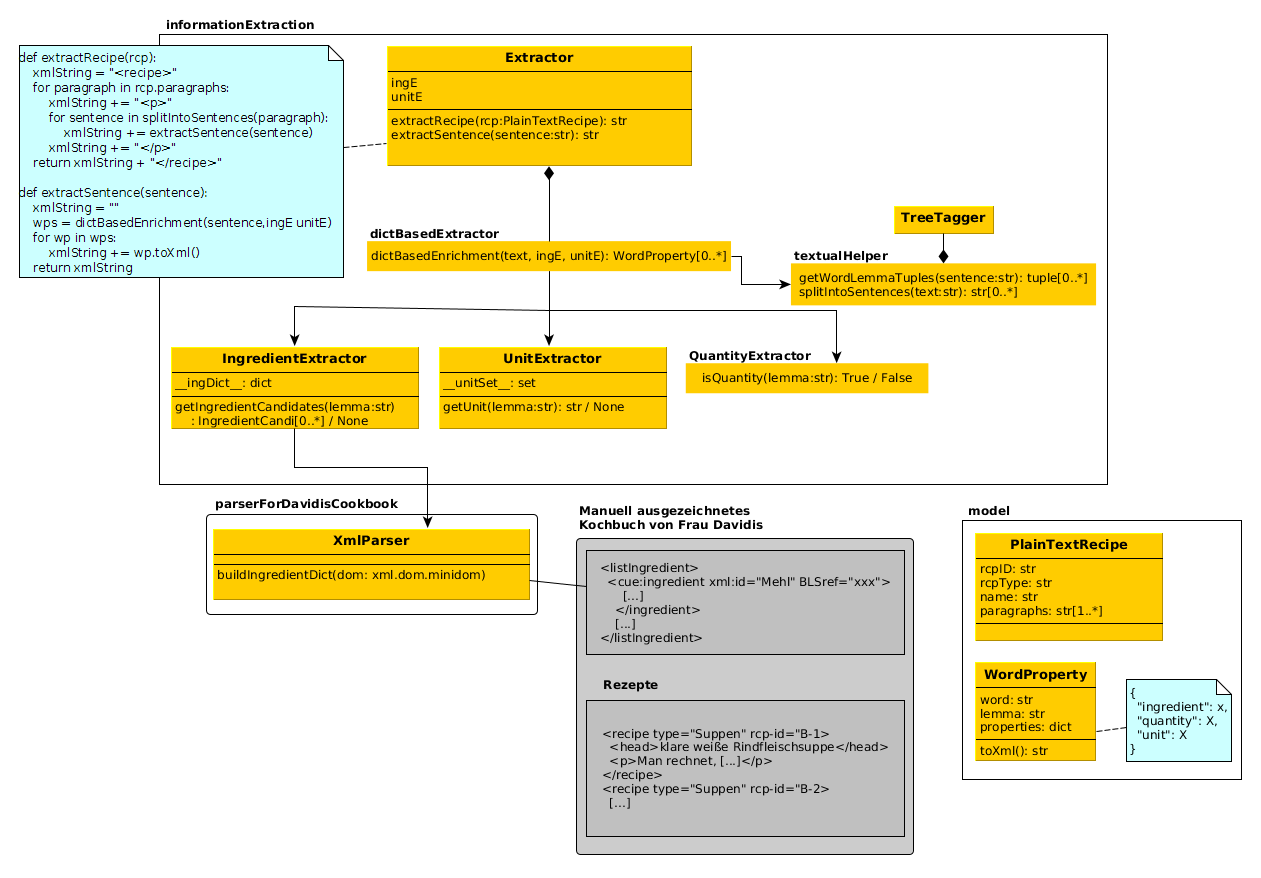 informationExtraction
def extractRecipe(rcp):
xmlString = "<recipe>"
for paragraph in rcp.paragraphs:
xmlString += "<p>"
for sentence in splitIntoSentences(paragraph):
xmlString += extractSentence(sentence)
xmlString += "</p>"
return xmlString + "</recipe>"
def extractSentence(sentence):
xmlString = ""
wps = dictBasedEnrichment(sentence,ingE unitE)
for wp in wps:
xmlString += wp.toXml()
return xmlString
Extractor
ingE
unitE
extractRecipe(rcp:PlainTextRecipe): str
extractSentence(sentence:str): str
dictBasedExtractor
dictBasedEnrichment(text, ingE, unitE): WordProperty[0..*]
TreeTagger
textualHelper
getWordLemmaTuples(sentence:str): tuple[0..*]
splitIntoSentences(text:str): str[0..*]
IngredientExtractor
__ingDict__: dict
getIngredientCandidates(lemma:str)
: IngredientCandi[0..*] / None
UnitExtractor
__unitSet__: set
getUnit(lemma:str): str / None
QuantityExtractor
isQuantity(lemma:str): True / False
parserForDavidisCookbook
XmlParser
buildIngredientDict(dom: xml.dom.minidom)
Manuell ausgezeichnetes
Kochbuch von Frau Davidis
<listIngredient>
<cue:ingredient xml:id="Mehl" BLSref="xxx">
[...]
</ingredient>
[...]
</listIngredient>
Rezepte
<recipe type="Suppen" rcp-id="B-1>
<head>klare weiße Rindfleischsuppe</head>
<p>Man rechnet, [...]</p>
</recipe>
<recipe type="Suppen" rcp-id="B-2>
[...]
model
PlainTextRecipe
rcpID: str
rcpType: str
name: str
paragraphs: str[1..*]
WordProperty
word: str
lemma: str
properties: dict
toXml(): str
{
"ingredient": x,
"quantity": X,
"unit": X
}